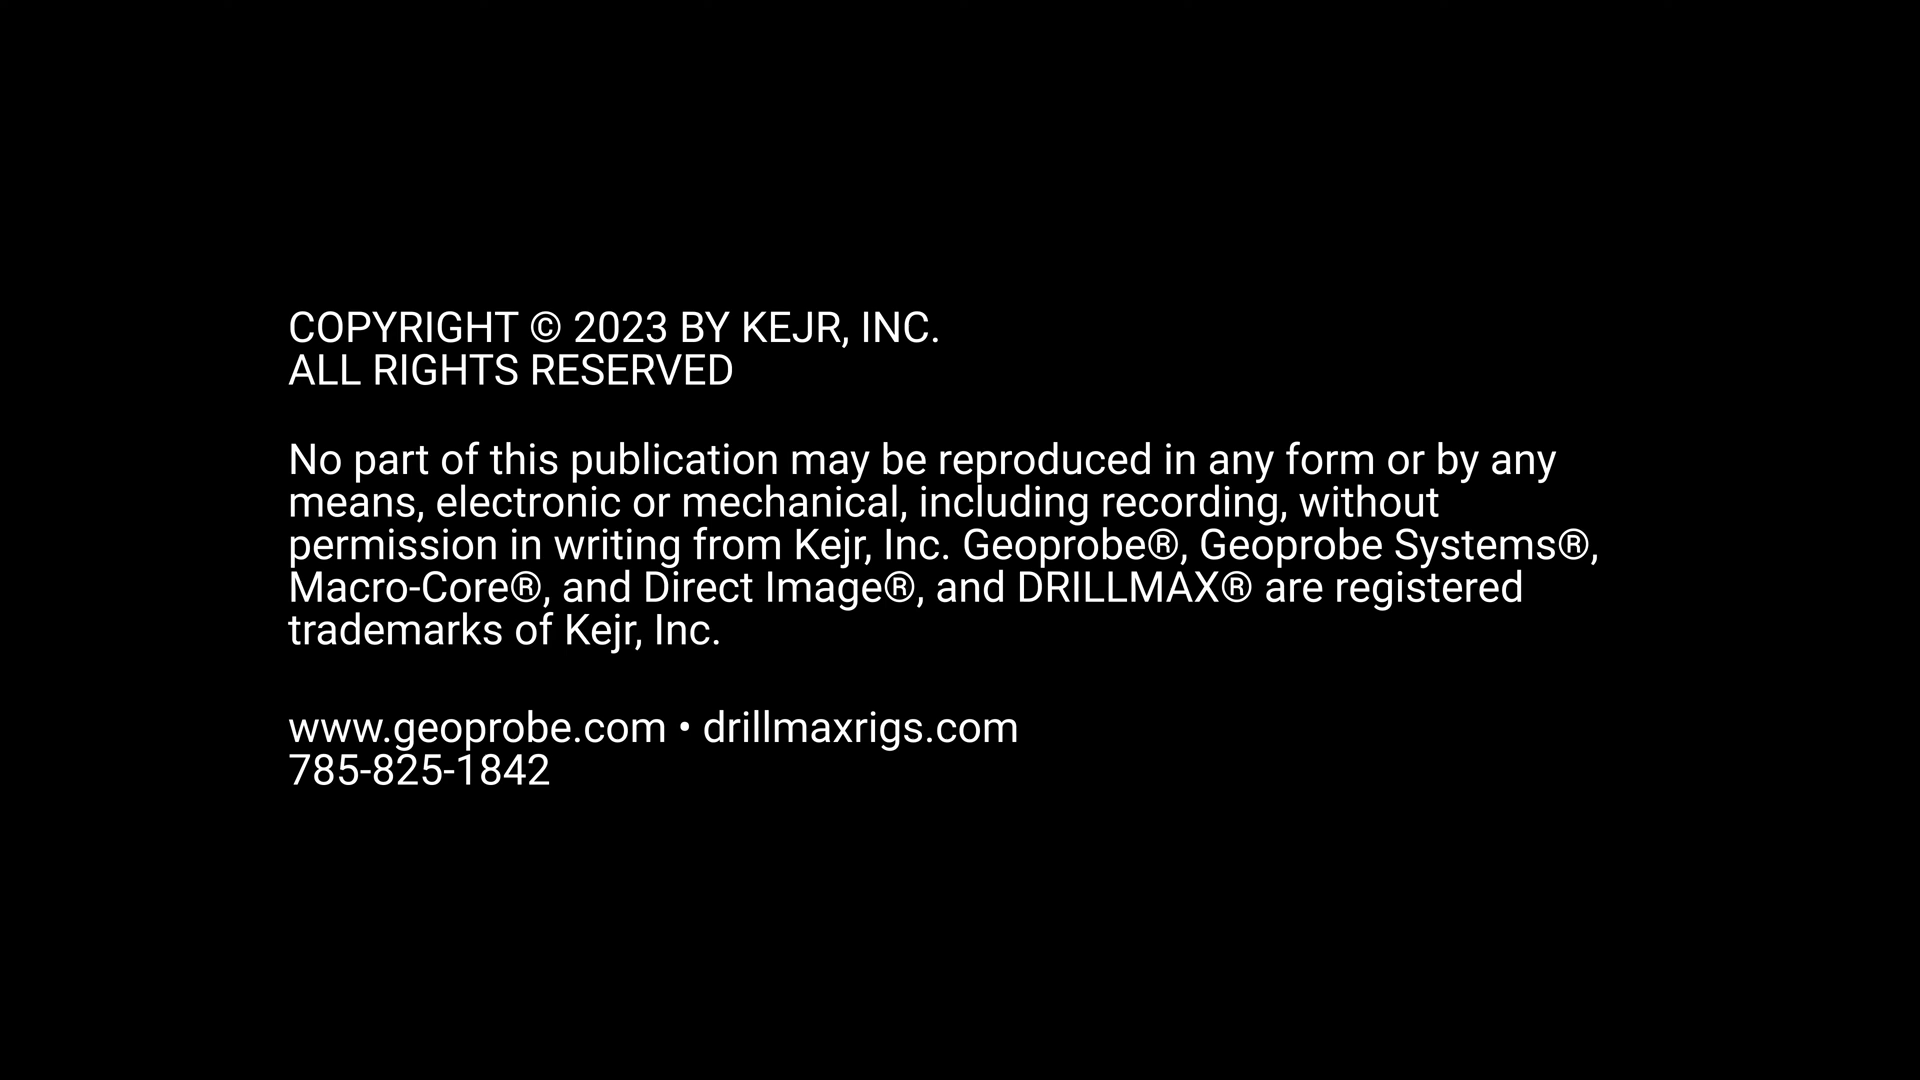 COPYRIGHT © 2023 BY KEJR, INC.
ALL RIGHTS RESERVED
No part of this publication may be reproduced in any form or by any
means, electronic or mechanical, including recording, without
permission in writing from Kejr, Inc. Geoprobe®, Geoprobe Systems®,
Macro-Core®, and Direct Image®, and DRILLMAX® are registered
trademarks of Kejr, Inc.
www.geoprobe.com • drillmaxrigs.com
785-825-1842